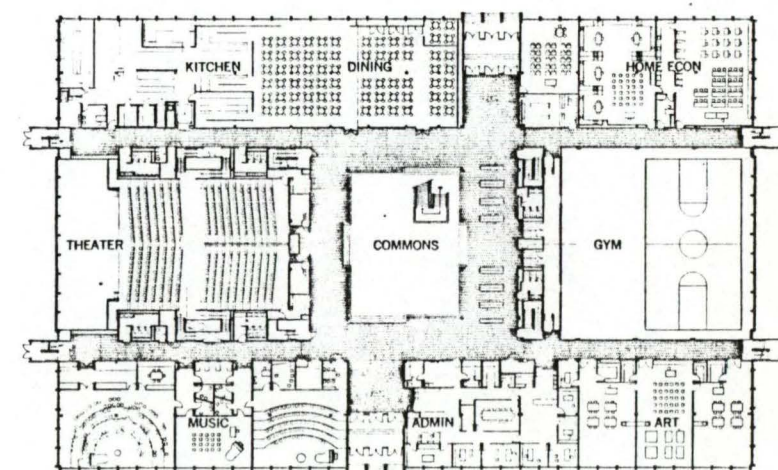 KITCHEN
DINING
HOME ECON
THEATER
COMMONS
GYM
MUSIC
ADMIN
ART